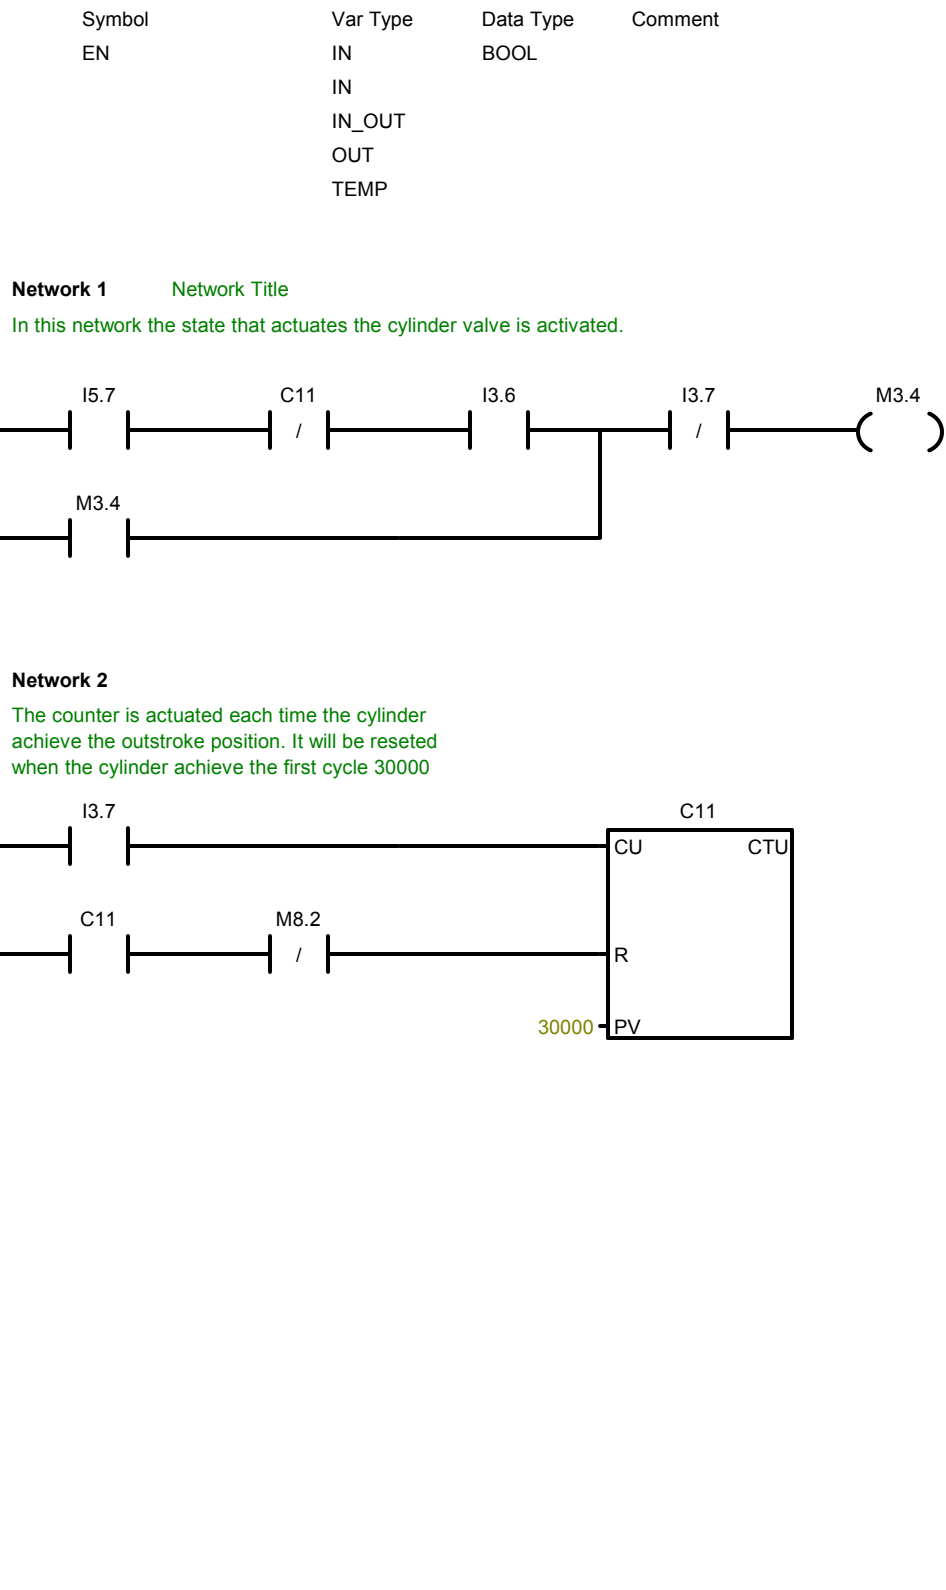 Symbol Var Type Data Type Comment
EN IN BOOL
IN
IN_OUT
OUT
TEMP
Network 1 Network Title
In this network the state that actuates the cylinder valve is activated.
I5.7 C11 I3.6 I3.7 M3.4
/ /
M3.4
Network 2
The counter is actuated each time the cylinder
achieve the outstroke position. It will be reseted
when the cylinder achieve the first cycle 30000
I3.7 C11
CU CTU
C11 M8.2
/ R
30000 PV